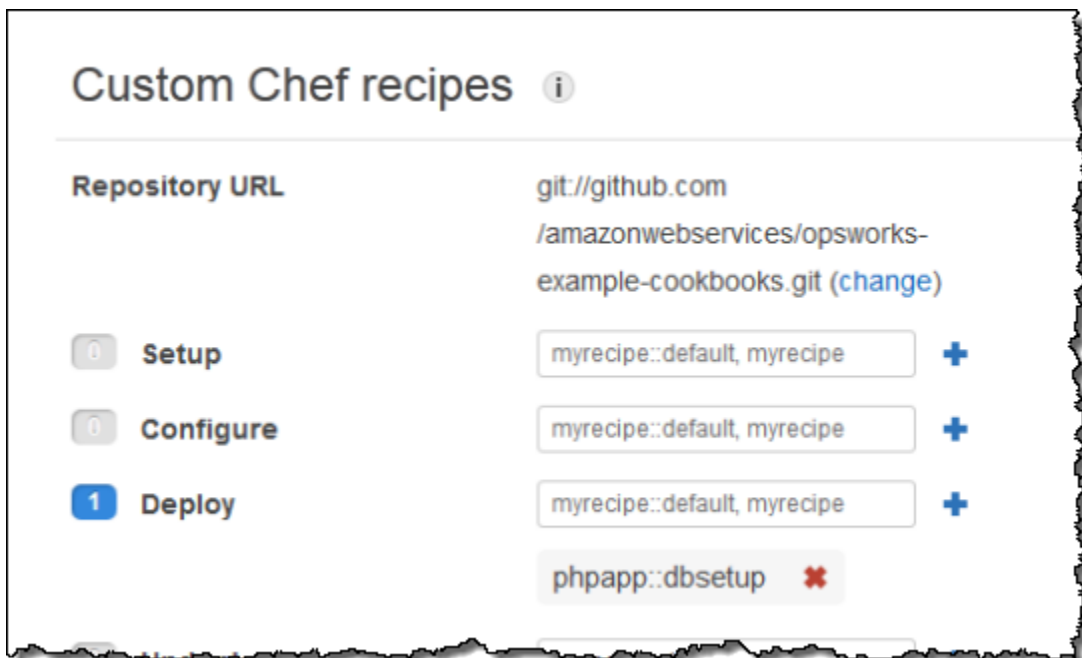 Custom Chef recipes i
Repository URL git://github.com
/amazonwebservices/opsworks-
example-cookbooks.git (change)
0 Setup myrecipe::default, myrecipe
0 Configure myrecipe::default, myrecipe
1 Deploy myrecipe::default, myrecipe
phpapp::dbsetup